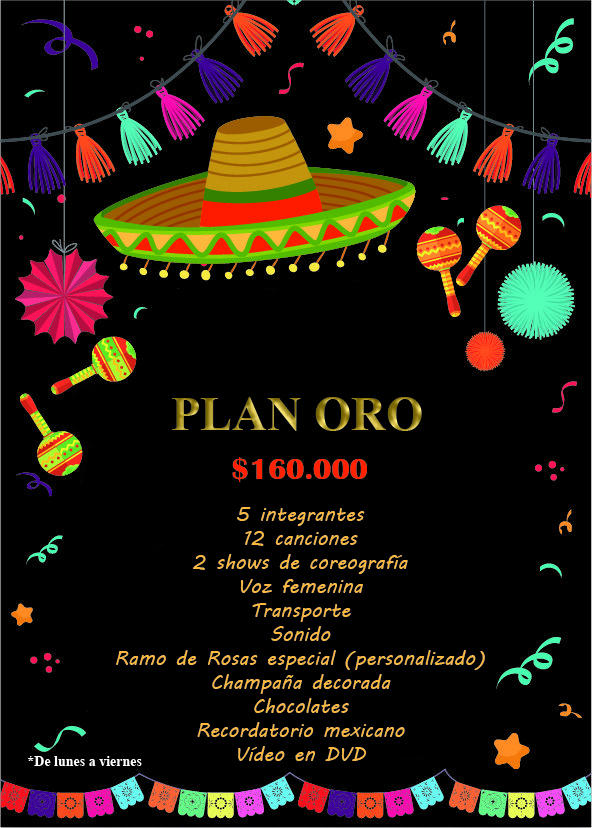 PLAN ORO
$160.000
5 integrantes
12 canciones
2 shows de coreografía
Voz femenina
Transporte
Sonido
Ramo de Rosas especial (personalizado)
Champaña decorada
Chocolates
Recordatorio mexicano
Vídeo en DVD
*De lunes a viernes